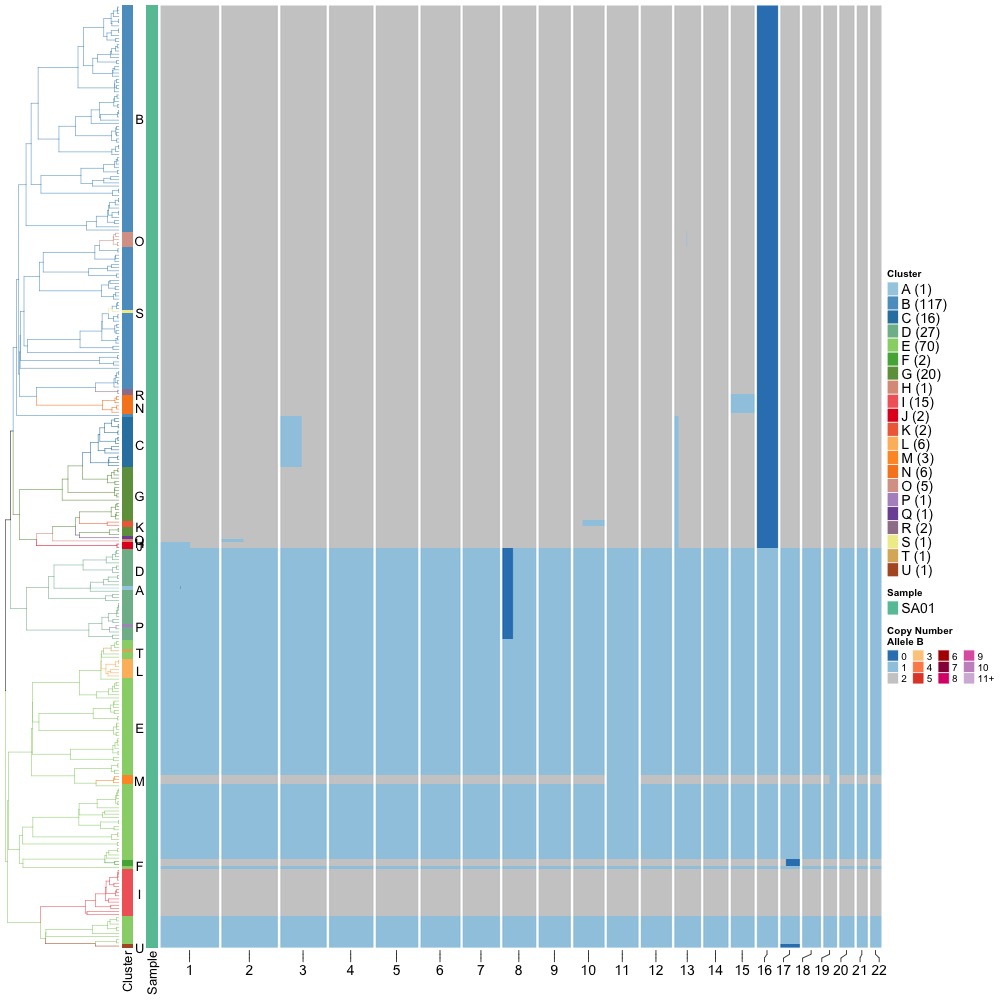 B
O
S
R
N
C
G
K
D
A
P
T
L
E
M
F
I
U
Cluster
Sample
1 2 3 4 5 6 7 8 9 10 11 12 13 14 15 16 17 18 19 20 21 22
Cluster
A (1)
B (117)
C (16)
D (27)
E (70)
F (2)
G (20)
H (1)
I (15)
J (2)
K (2)
L (6)
M (3)
N (6)
O (5)
P (1)
Q (1)
R (2)
S (1)
T (1)
U (1)
Sample
SA01
Copy Number
Allele B
0 3 6 9
1 4 7 10
2 5 8 11+